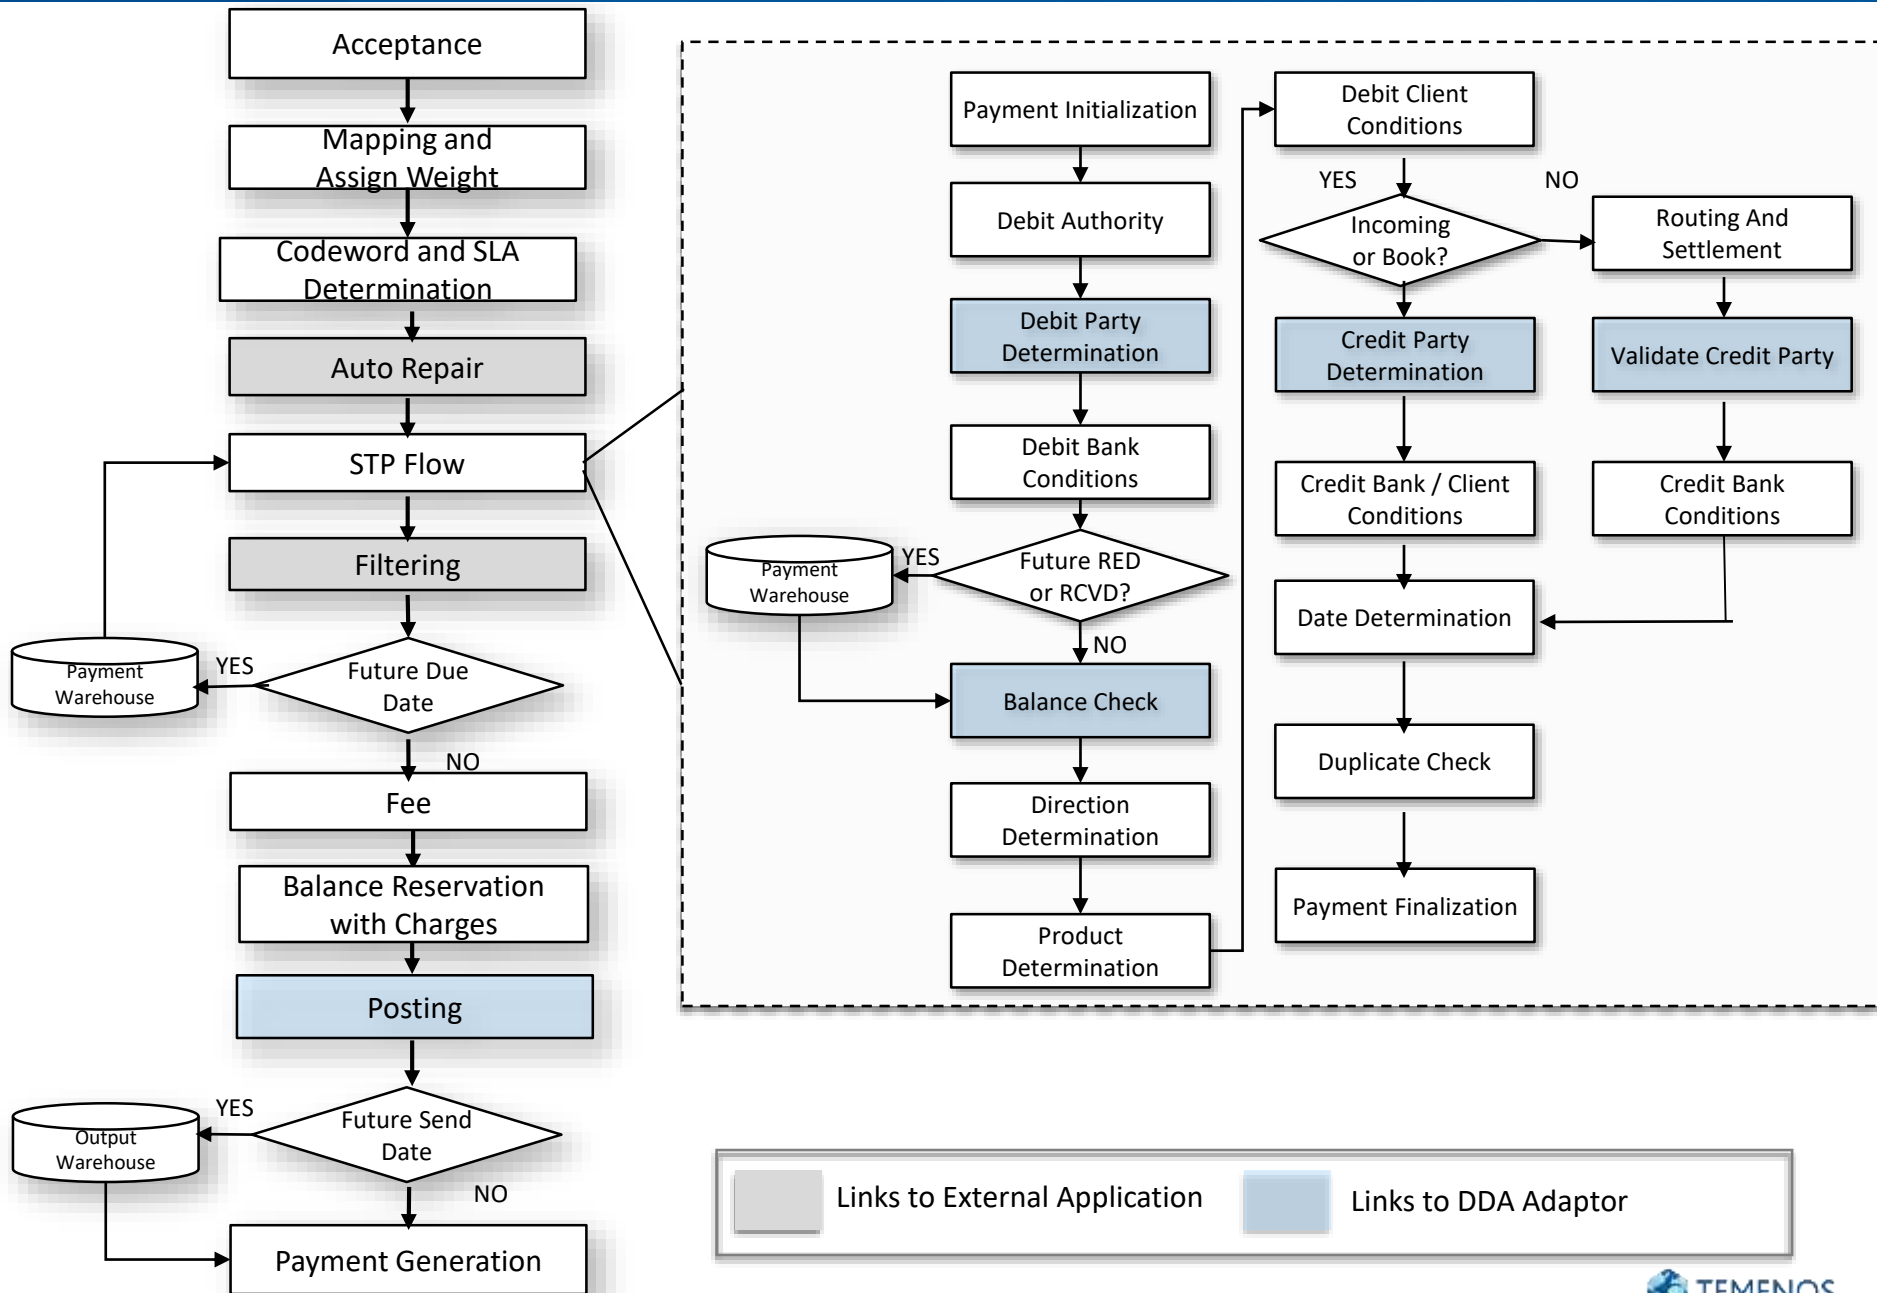 Acceptance
Mapping and
Assign Weight
Codeword and SLA
Determination
Auto Repair
STP Flow
Filtering
Future Due
Date
YES
Payment
Warehouse
NO
Fee
Balance Reservation
with Charges
Posting
Future Send
Date
YES
Output
Warehouse
NO
Payment Generation
Payment Initialization
Debit Authority
Debit Party
Determination
Debit Bank
Conditions
Future RED
or RCVD?
YES
Payment
Warehouse
NO
Balance Check
Direction
Determination
Product
Determination
Debit Client
Conditions
YES
NO
Incoming
or Book?
Routing And
Settlement
Credit Party
Determination
Validate Credit Party
Credit Bank / Client
Conditions
Credit Bank
Conditions
Date Determination
Duplicate Check
Payment Finalization
Links to External Application
Links to DDA Adaptor
TEMENOS